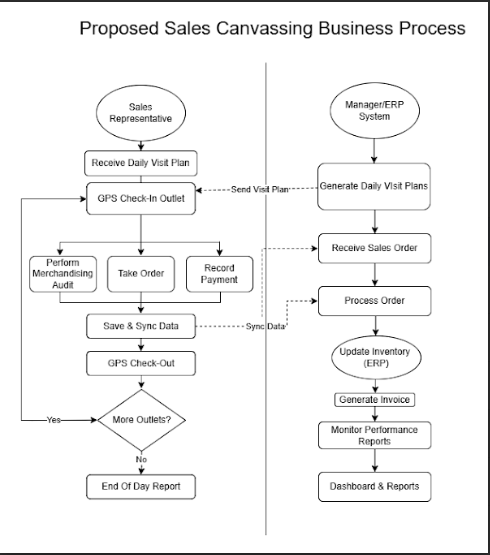 Proposed Sales Canvassing Business Process
Sales
Representative
Manager/ERP
System
Receive Daily Visit Plan
GPS Check-In Outlet
Send Visit Plan
Generate Daily Visit Plans
Receive Sales Order
Perform
Merchandising
Audit
Take Order
Record
Payment
Process Order
Save & Sync Data
Sync Data
Update Inventory
(ERP)
GPS Check-Out
Generate Invoice
Yes
More Outlets?
Monitor Performance
Reports
No
End Of Day Report
Dashboard & Reports